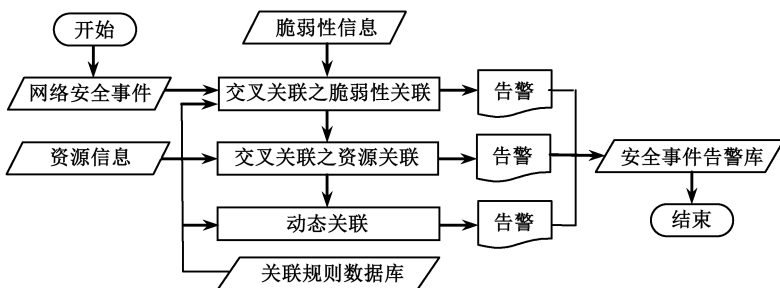 开始
脆弱性信息
网络安全事件
交叉关联之脆弱性关联
告警
资源信息
交叉关联之资源关联
告警
安全事件告警库
动态关联
告警
结束
关联规则数据库